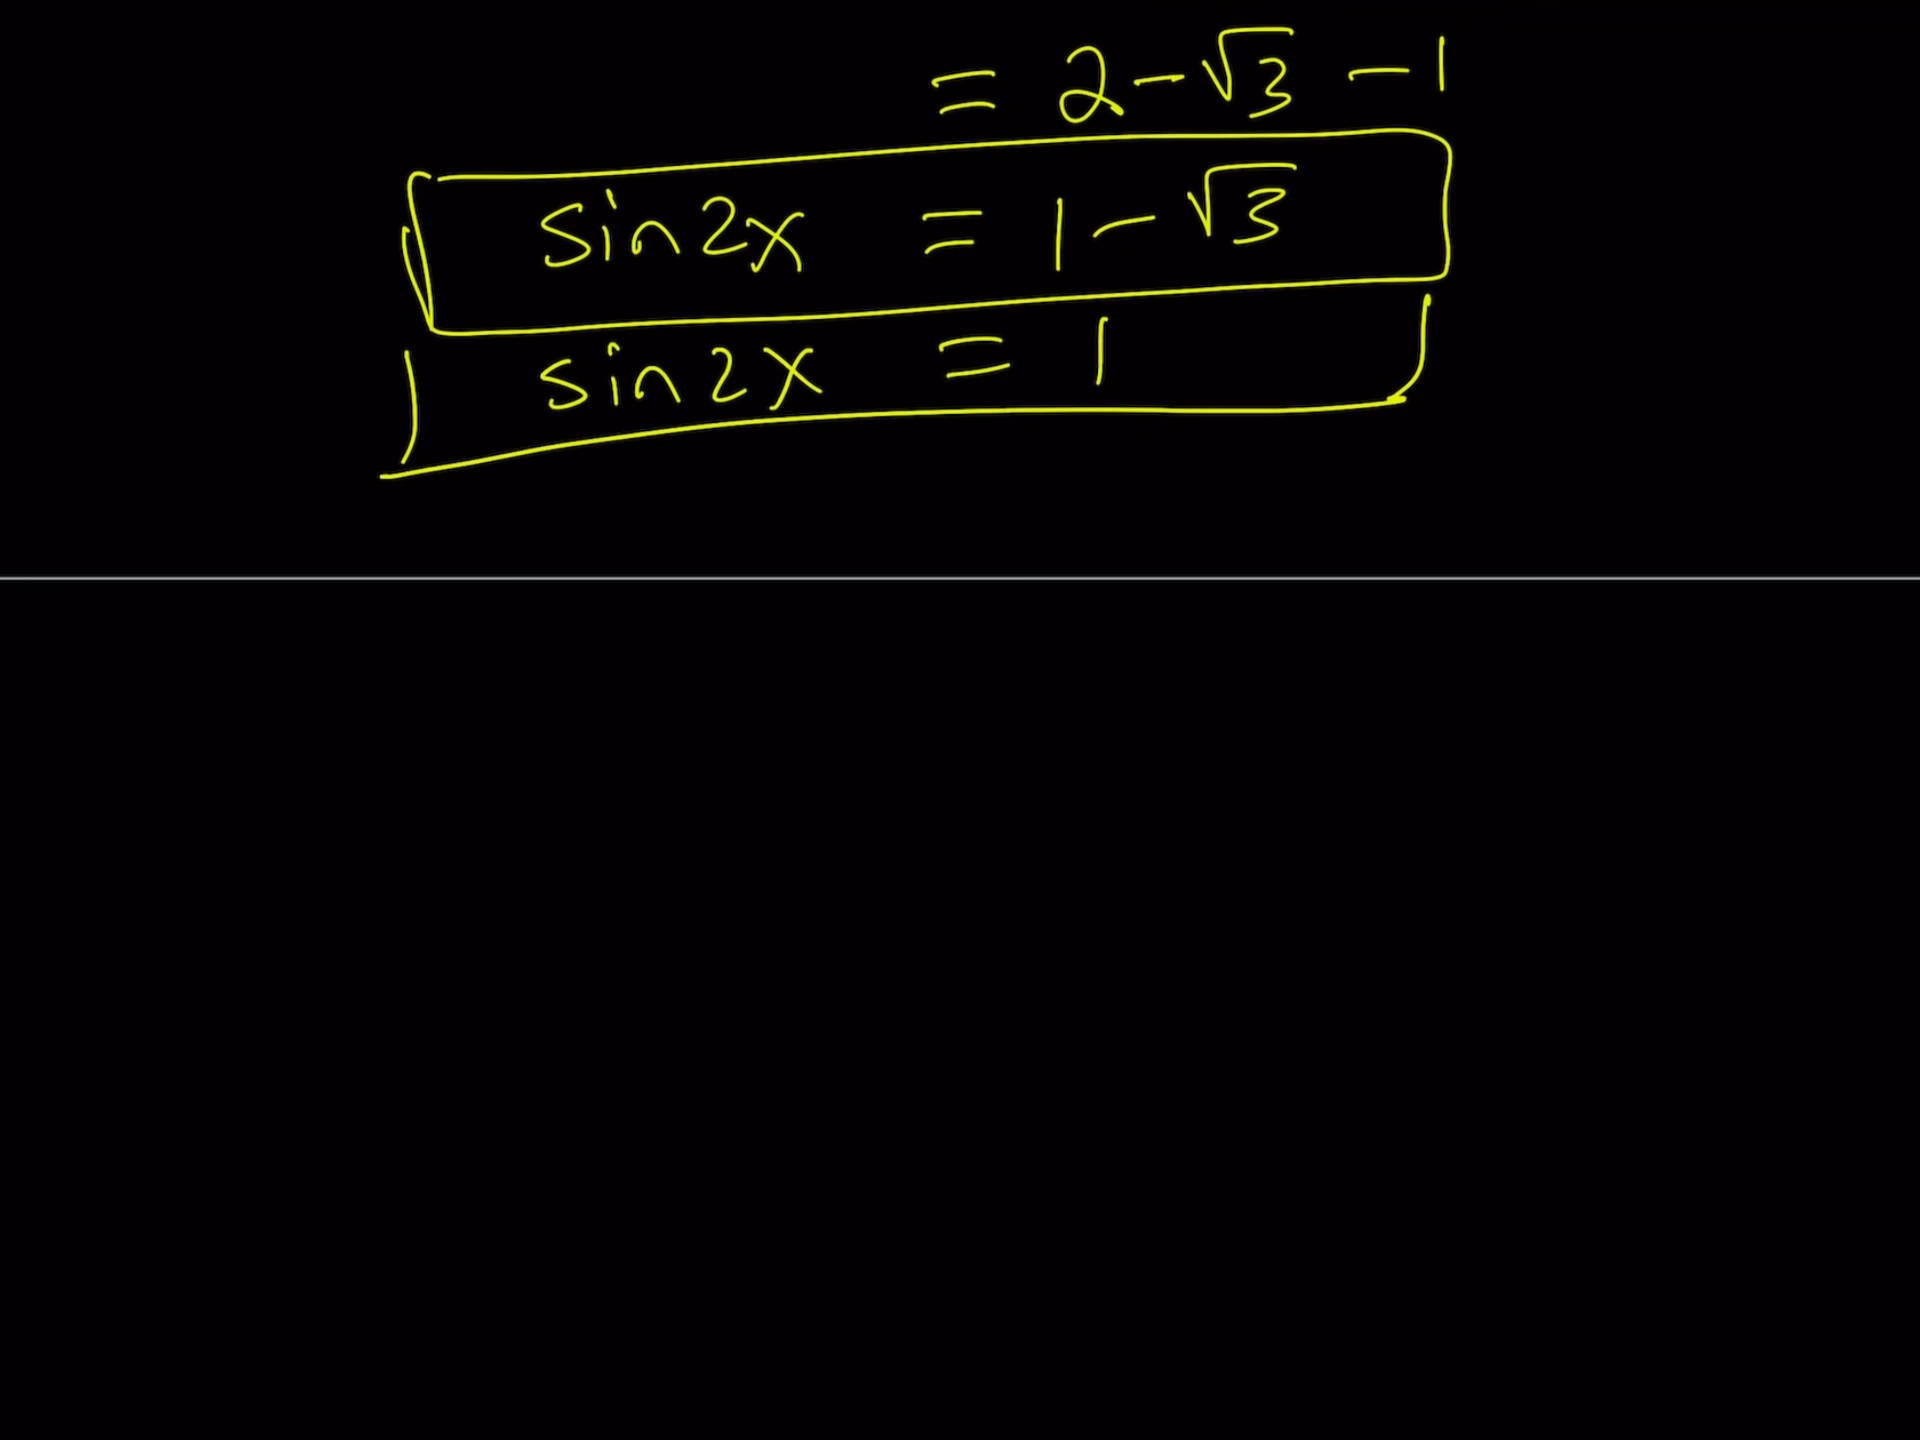 = 2 - √3 - 1
sin2x = 1 - √3
sin2x = 1